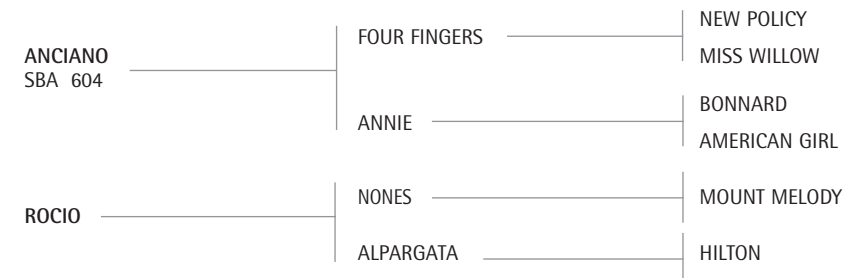 ANCIANO
SBA 604
FOUR FINGERS
NEW POLICY
MISS WILLOW
ANNIE
BONNARD
AMERICAN GIRL
ROCIO
NONES
MOUNT MELODY
ALPARGATA
HILTON